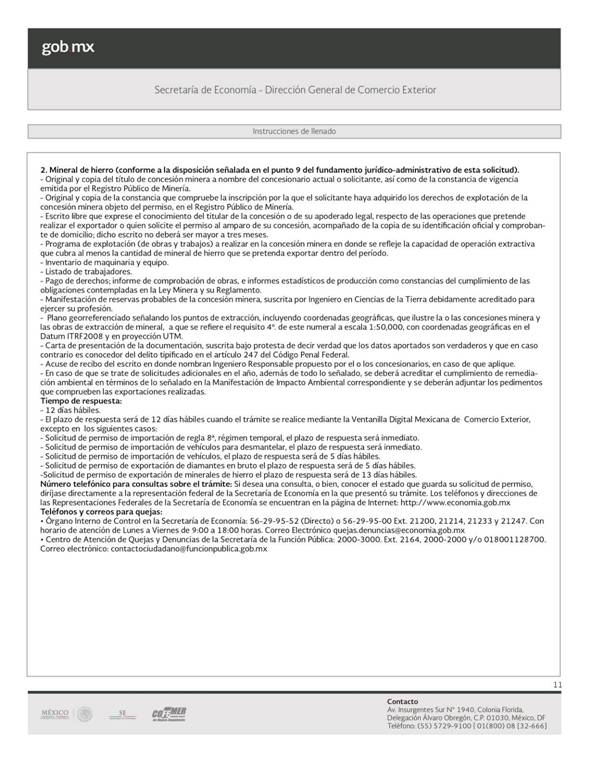 gob.mx
Secretaría de Economía - Dirección General de Comercio Exterior
Instrucciones de llenado
2. Mineral de hierro (conforme a la disposición señalada en el punto 9 del fundamento jurídico-administrativo de esta solicitud).
- Original y copia del título de concesión minera a nombre del concesionario actual o solicitante, así como de la constancia de vigencia
emitida por el Registro Público de Minería.
- Original y copia de la constancia que compruebe la inscripción por la que el solicitante haya adquirido los derechos de explotación de la
concesión minera objeto del permiso, en el Registro Público de Minería.
- Escrito libre que exprese el conocimiento del titular de la concesión o de su apoderado legal, respecto de las operaciones que pretende
realizar el exportador o quien solicite el permiso al amparo de su concesión, acompañado de la copia de su identificación oficial y comproban-
te de domicilio; dicho escrito no deberá ser mayor a tres meses.
- Programa de explotación (de obras y trabajos) a realizar en la concesión minera en donde se refleje la capacidad de operación extractiva
que cubra al menos la cantidad de mineral de hierro que se pretenda exportar dentro del período.
- Inventario de maquinaria y equipo.
- Listado de trabajadores.
- Pago de derechos; informe de comprobación de obras, e informes estadísticos de producción como constancias del cumplimiento de las
obligaciones contempladas en la Ley Minera y su Reglamento.
- Manifestación de reservas probables de la concesión minera, suscrita por Ingeniero en Ciencias de la Tierra debidamente acreditado para
ejercer su profesión.
- Plano georreferenciado señalando los puntos de extracción, incluyendo coordenadas geográficas, que ilustre la o las concesiones minera y
las obras de extracción de mineral, a que se refiere el requisito 4°. de este numeral a escala 1:50,000, con coordenadas geográficas en el
Datum ITRF2008 y en proyección UTM.
- Carta de presentación de la documentación, suscrita bajo protesta de decir verdad que los datos aportados son verdaderos y que en caso
contrario es conocedor del delito tipificado en el artículo 247 del Código Penal Federal.
- Acuse de recibo del escrito en donde nombran Ingeniero Responsable propuesto por el o los concesionarios, en caso de que aplique.
- En caso de que se trate de solicitudes adicionales en el año, además de todo lo señalado, se deberá acreditar el cumplimiento de remedia-
ción ambiental en términos de lo señalado en la Manifestación de Impacto Ambiental correspondiente y se deberán adjuntar los pedimentos
que comprueben las exportaciones realizadas.
Tiempo de respuesta:
- 12 días hábiles.
- El plazo de respuesta será de 12 días hábiles cuando el trámite se realice mediante la Ventanilla Digital Mexicana de Comercio Exterior,
excepto en los siguientes casos:
- Solicitud de permiso de importación de regla 8ª, régimen temporal, el plazo de respuesta será inmediato.
- Solicitud de permiso de importación de vehículos para desmantelar, el plazo de respuesta será inmediato.
- Solicitud de permiso de importación de vehículos, el plazo de respuesta será de 5 días hábiles.
- Solicitud de permiso de exportación de diamantes en bruto el plazo de respuesta será de 5 días hábiles.
-Solicitud de permiso de exportación de minerales de hierro el plazo de respuesta será de 13 días hábiles.
Número telefónico para consultas sobre el trámite: Si desea una consulta, o bien, conocer el estado que guarda su solicitud de permiso,
diríjase directamente a la representación federal de la Secretaría de Economía en la que presentó su trámite. Los teléfonos y direcciones de
las Representaciones Federales de la Secretaría de Economía se encuentran en la página de Internet: http://www.economia.gob.mx
Teléfonos y correos para quejas:
• Órgano Interno de Control en la Secretaría de Economía: 56-29-95-52 (Directo) o 56-29-95-00 Ext. 21200, 21214, 21233 y 21247. Con
horario de atención de Lunes a Viernes de 9:00 a 18:00 horas. Correo Electrónico quejas.denuncias@economia.gob.mx
• Centro de Atención de Quejas y Denuncias de la Secretaría de la Función Pública: 2000-3000. Ext. 2164, 2000-2000 y/o 018001128700.
Correo electrónico: contactociudadano@funcionpublica.gob.mx
11
MÉXICO
SE
Contacto
Av. Insurgentes Sur N° 1940, Colonia Florida,
Delegación Álvaro Obregón, C.P. 01030, México, DF
Teléfono: (55) 5729-9100 | 01(800) 08 [32-666]